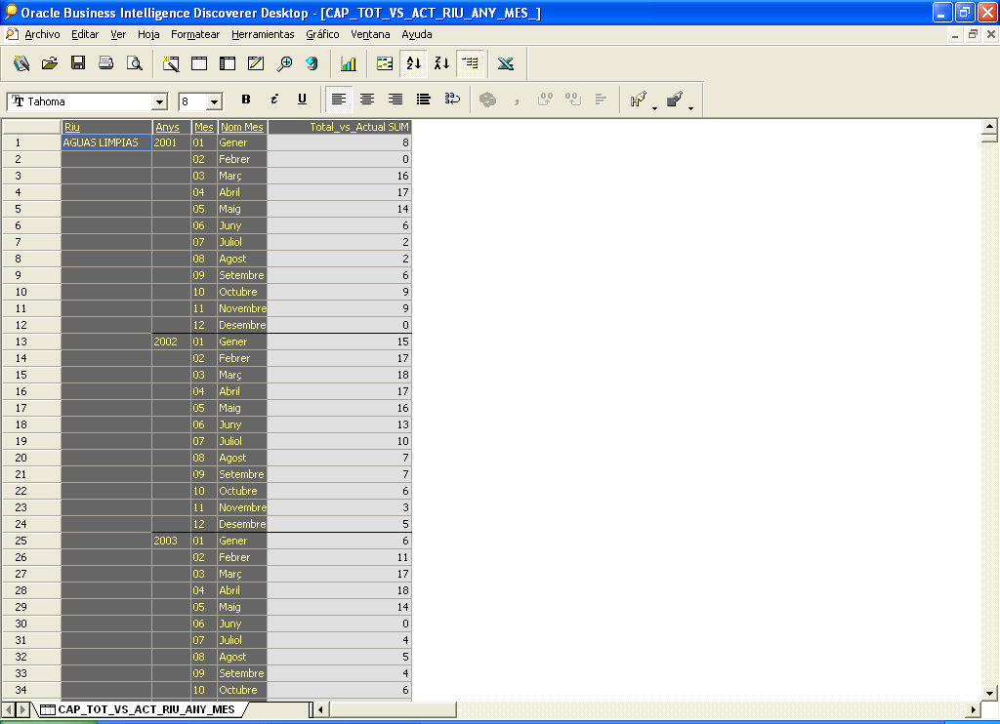 Oracle Business Intelligence Discoverer Desktop - [CAP_TOT_VS_ACT_RIU_ANY_MES_]
Archivo Editar Ver Hoja Formatear Herramientas Gráfico Ventana Ayuda
Tahoma 8 B i U
Riu Anys Mes Nom Mes Total_vs_Actual SUM
1 AGUAS LIMPIAS 2001 01 Gener 8
2 02 Febrer 0
3 03 Març 16
4 04 Abril 17
5 05 Maig 14
6 06 Juny 6
7 07 Juliol 2
8 08 Agost 2
9 09 Setembre 6
10 10 Octubre 9
11 11 Novembre 9
12 12 Desembre 0
13 2002 01 Gener 15
14 02 Febrer 17
15 03 Març 18
16 04 Abril 17
17 05 Maig 16
18 06 Juny 13
19 07 Juliol 10
20 08 Agost 7
21 09 Setembre 7
22 10 Octubre 6
23 11 Novembre 3
24 12 Desembre 5
25 2003 01 Gener 6
26 02 Febrer 11
27 03 Març 17
28 04 Abril 18
29 05 Maig 14
30 06 Juny 0
31 07 Juliol 4
32 08 Agost 5
33 09 Setembre 4
34 10 Octubre 6
CAP_TOT_VS_ACT_RIU_ANY_MES